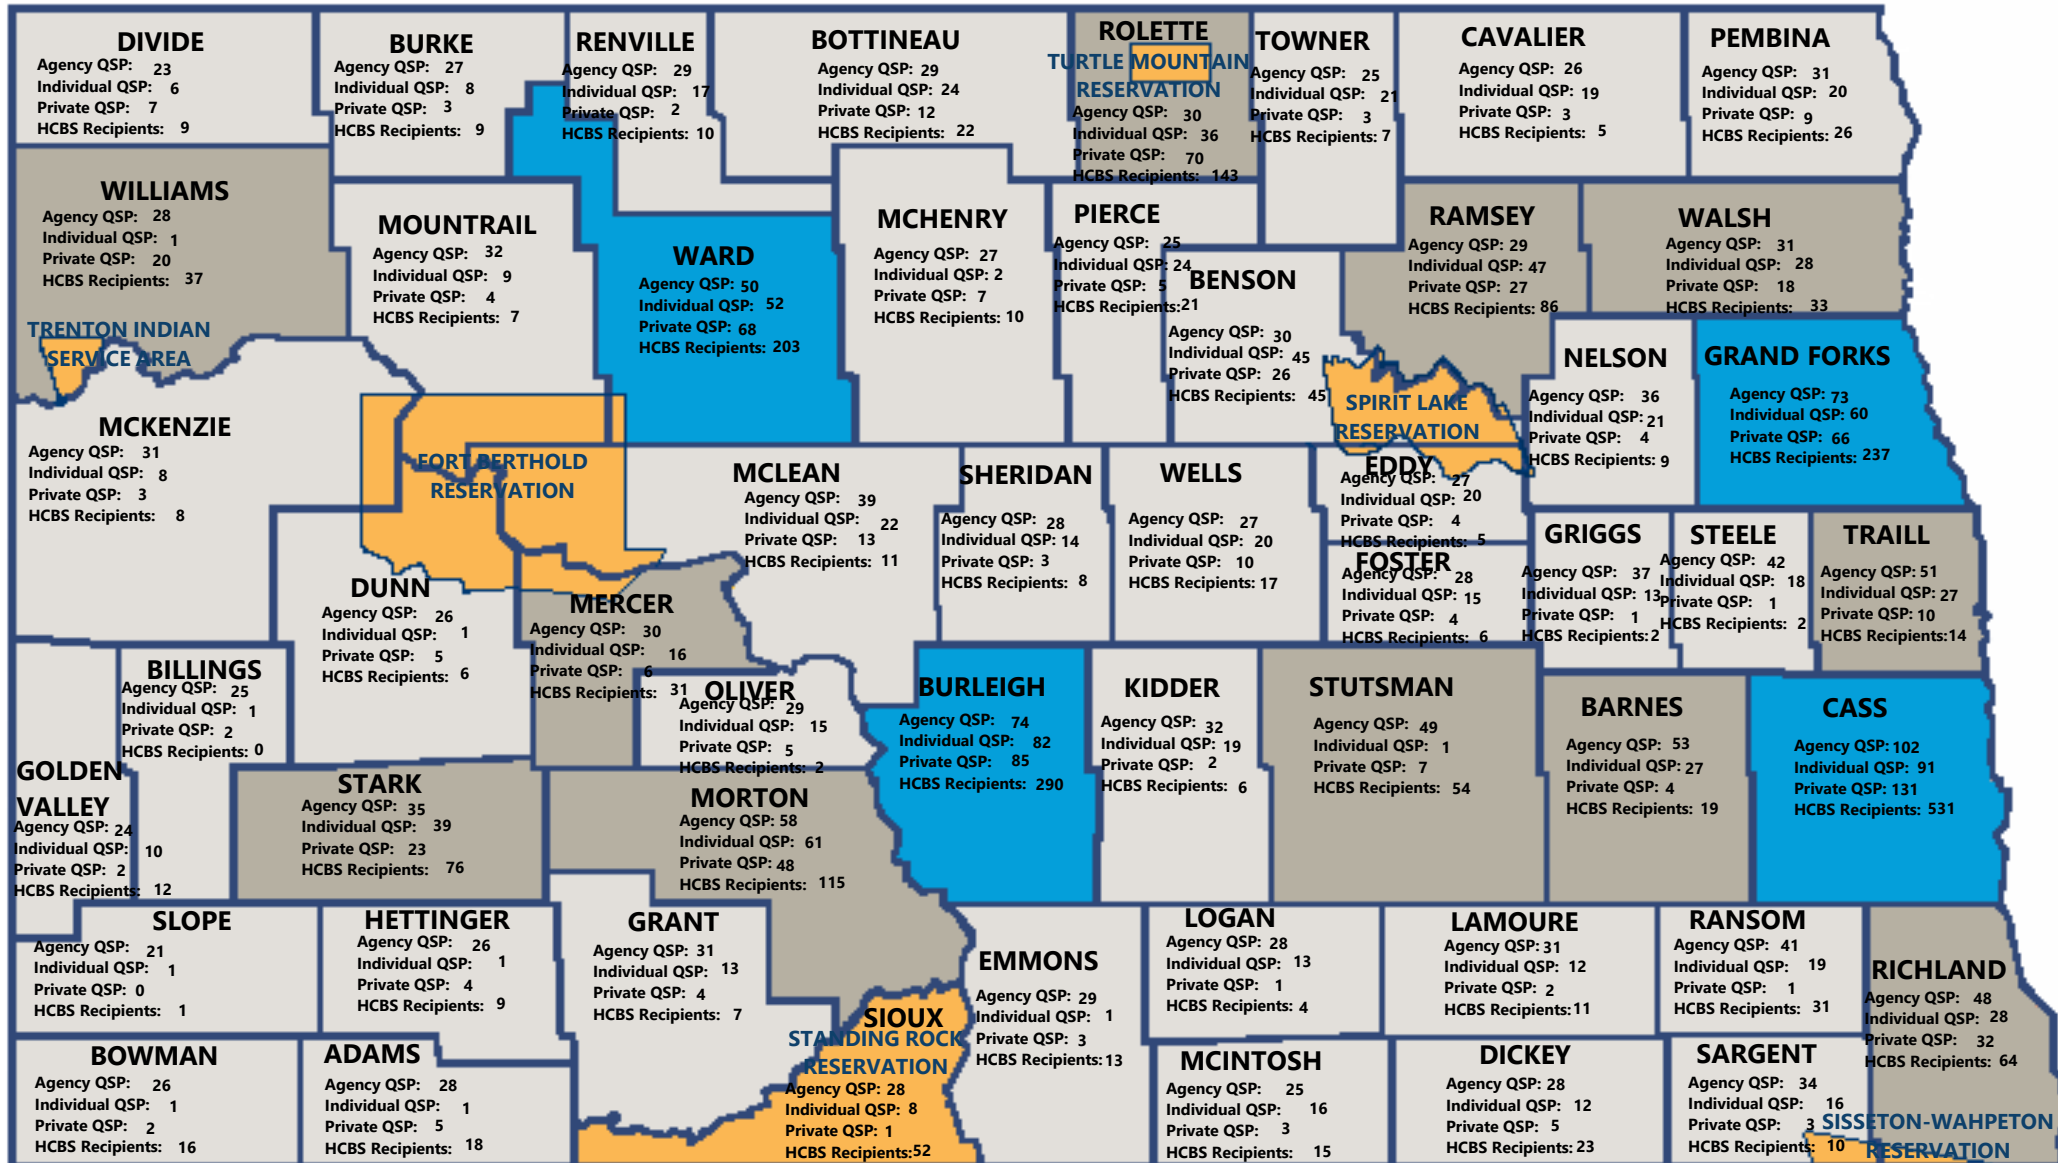 DIVIDE
Agency QSP: 23
Individual QSP: 6
Private QSP: 7
HCBS Recipients: 9
BURKE
Agency QSP: 27
Individual QSP: 8
Private QSP: 3
HCBS Recipients: 9
RENVILLE
Agency QSP: 29
Individual QSP: 17
Private QSP: 2
HCBS Recipients: 10
BOTTINEAU
Agency QSP: 29
Individual QSP: 24
Private QSP: 12
HCBS Recipients: 22
ROLETTE
TURTLE MOUNTAIN
RESERVATION
Agency QSP: 30
Individual QSP: 36
Private QSP: 70
HCBS Recipients: 143
TOWNER
Agency QSP: 25
Individual QSP: 21
Private QSP: 3
HCBS Recipients: 7
CAVALIER
Agency QSP: 26
Individual QSP: 19
Private QSP: 3
HCBS Recipients: 5
PEMBINA
Agency QSP: 31
Individual QSP: 20
Private QSP: 9
HCBS Recipients: 26
WILLIAMS
Agency QSP: 28
Individual QSP: 1
Private QSP: 20
HCBS Recipients: 37
TRENTON INDIAN
SERVICE AREA
MOUNTRAIL
Agency QSP: 32
Individual QSP: 9
Private QSP: 4
HCBS Recipients: 7
WARD
Agency QSP: 50
Individual QSP: 52
Private QSP: 68
HCBS Recipients: 203
MCHENRY
Agency QSP: 27
Individual QSP: 2
Private QSP: 7
HCBS Recipients: 10
PIERCE
Agency QSP: 25
Individual QSP: 24
Private QSP: 5
HCBS Recipients: 21
BENSON
Agency QSP: 30
Individual QSP: 45
Private QSP: 26
HCBS Recipients: 45
RAMSEY
Agency QSP: 29
Individual QSP: 47
Private QSP: 27
HCBS Recipients: 86
WALSH
Agency QSP: 31
Individual QSP: 28
Private QSP: 18
HCBS Recipients: 33
SPIRIT LAKE
RESERVATION
NELSON
Agency QSP: 36
Individual QSP: 21
Private QSP: 4
HCBS Recipients: 9
GRAND FORKS
Agency QSP: 73
Individual QSP: 60
Private QSP: 66
HCBS Recipients: 237
MCKENZIE
Agency QSP: 31
Individual QSP: 8
Private QSP: 3
HCBS Recipients: 8
FORT BERTHOLD
RESERVATION
MCLEAN
Agency QSP: 39
Individual QSP: 22
Private QSP: 13
HCBS Recipients: 11
SHERIDAN
Agency QSP: 28
Individual QSP: 14
Private QSP: 3
HCBS Recipients: 8
WELLS
Agency QSP: 27
Individual QSP: 20
Private QSP: 10
HCBS Recipients: 17
EDDY
Agency QSP: 27
Individual QSP: 20
Private QSP: 4
HCBS Recipients: 5
FOSTER
Agency QSP: 28
Individual QSP: 15
Private QSP: 4
HCBS Recipients: 6
GRIGGS
Agency QSP: 37
Individual QSP: 13
Private QSP: 1
HCBS Recipients: 2
STEELE
Agency QSP: 42
Individual QSP: 18
Private QSP: 1
HCBS Recipients: 2
TRAILL
Agency QSP: 51
Individual QSP: 27
Private QSP: 10
HCBS Recipients: 14
DUNN
Agency QSP: 26
Individual QSP: 1
Private QSP: 5
HCBS Recipients: 6
MERCER
Agency QSP: 30
Individual QSP: 16
Private QSP: 6
HCBS Recipients: 31
BILLINGS
Agency QSP: 25
Individual QSP: 1
Private QSP: 2
HCBS Recipients: 0
OLIVER
Agency QSP: 29
Individual QSP: 15
Private QSP: 5
HCBS Recipients: 2
BURLEIGH
Agency QSP: 74
Individual QSP: 82
Private QSP: 85
HCBS Recipients: 290
KIDDER
Agency QSP: 32
Individual QSP: 19
Private QSP: 2
HCBS Recipients: 6
STUTSMAN
Agency QSP: 49
Individual QSP: 1
Private QSP: 7
HCBS Recipients: 54
BARNES
Agency QSP: 53
Individual QSP: 27
Private QSP: 4
HCBS Recipients: 19
CASS
Agency QSP: 102
Individual QSP: 91
Private QSP: 131
HCBS Recipients: 531
GOLDEN
VALLEY
Agency QSP: 24
Individual QSP: 10
Private QSP: 2
HCBS Recipients: 12
STARK
Agency QSP: 35
Individual QSP: 39
Private QSP: 23
HCBS Recipients: 76
MORTON
Agency QSP: 58
Individual QSP: 61
Private QSP: 48
HCBS Recipients: 115
SLOPE
Agency QSP: 21
Individual QSP: 1
Private QSP: 0
HCBS Recipients: 1
HETTINGER
Agency QSP: 26
Individual QSP: 1
Private QSP: 4
HCBS Recipients: 9
GRANT
Agency QSP: 31
Individual QSP: 13
Private QSP: 4
HCBS Recipients: 7
EMMONS
Agency QSP: 29
Individual QSP: 1
Private QSP: 3
HCBS Recipients: 13
LOGAN
Agency QSP: 28
Individual QSP: 13
Private QSP: 1
HCBS Recipients: 4
LAMOURE
Agency QSP: 31
Individual QSP: 12
Private QSP: 2
HCBS Recipients: 11
RANSOM
Agency QSP: 41
Individual QSP: 19
Private QSP: 1
HCBS Recipients: 31
RICHLAND
Agency QSP: 48
Individual QSP: 28
Private QSP: 32
HCBS Recipients: 64
BOWMAN
Agency QSP: 26
Individual QSP: 1
Private QSP: 2
HCBS Recipients: 16
ADAMS
Agency QSP: 28
Individual QSP: 1
Private QSP: 5
HCBS Recipients: 18
SIOUX
STANDING ROCK
RESERVATION
Agency QSP: 28
Individual QSP: 8
Private QSP: 1
HCBS Recipients: 52
MCINTOSH
Agency QSP: 25
Individual QSP: 16
Private QSP: 3
HCBS Recipients: 15
DICKEY
Agency QSP: 28
Individual QSP: 12
Private QSP: 5
HCBS Recipients: 23
SARGENT
Agency QSP: 34
Individual QSP: 16
Private QSP: 3
HCBS Recipients: 10
SISSETON-WAHPETON
RESERVATION